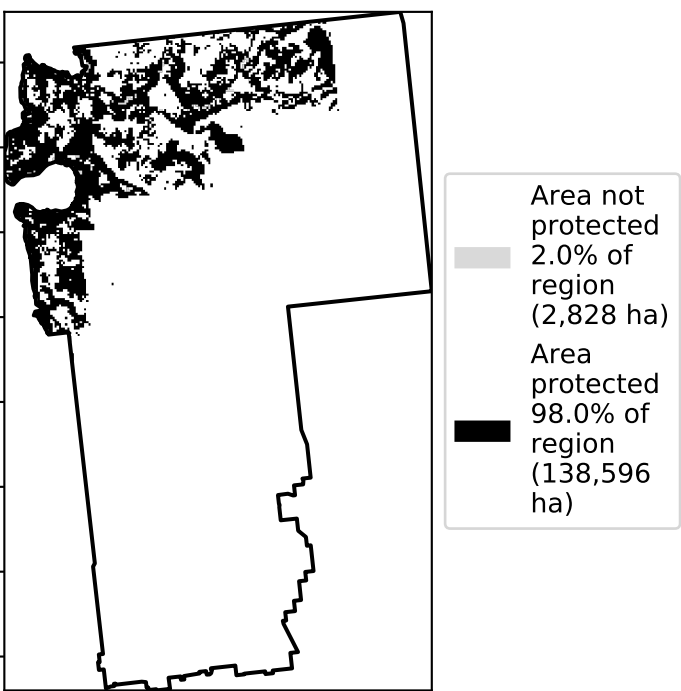 Area not
protected
2.0% of
region
(2,828 ha)
Area
protected
98.0% of
region
(138,596
ha)